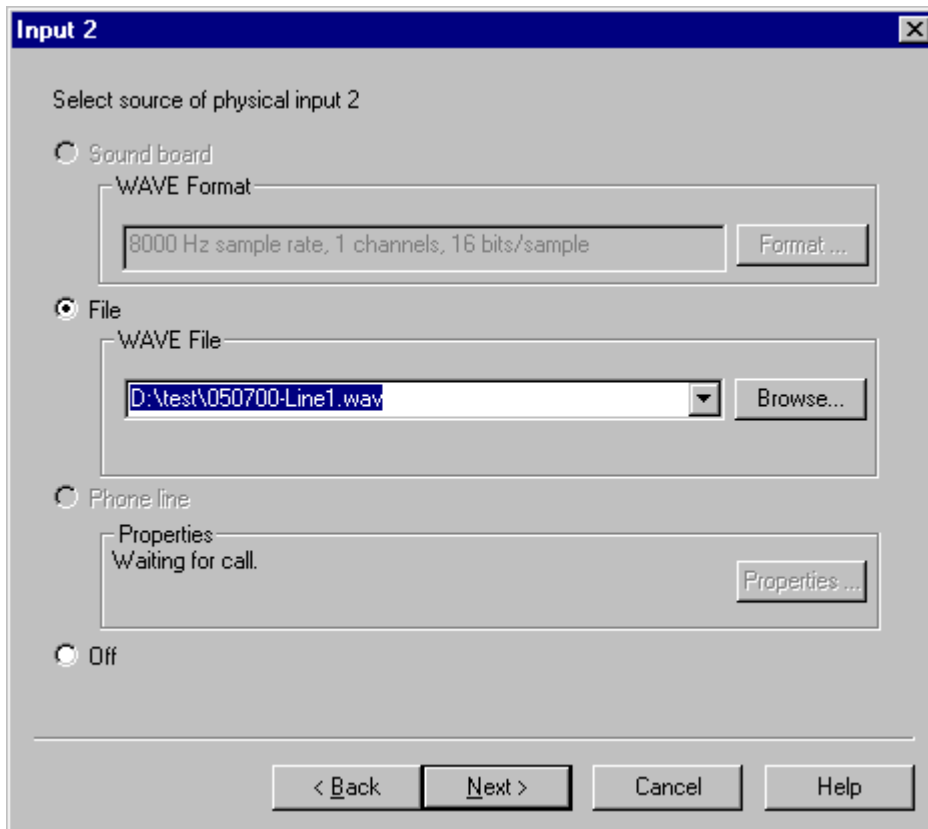 Input 2
Select source of physical input 2
Sound board
WAVE Format
8000 Hz sample rate, 1 channels, 16 bits/sample
Format ...
File
WAVE File
D:\test\050700-Line1.wav
Browse...
Phone line
Properties
Waiting for call.
Properties ...
Off
< Back
Next >
Cancel
Help